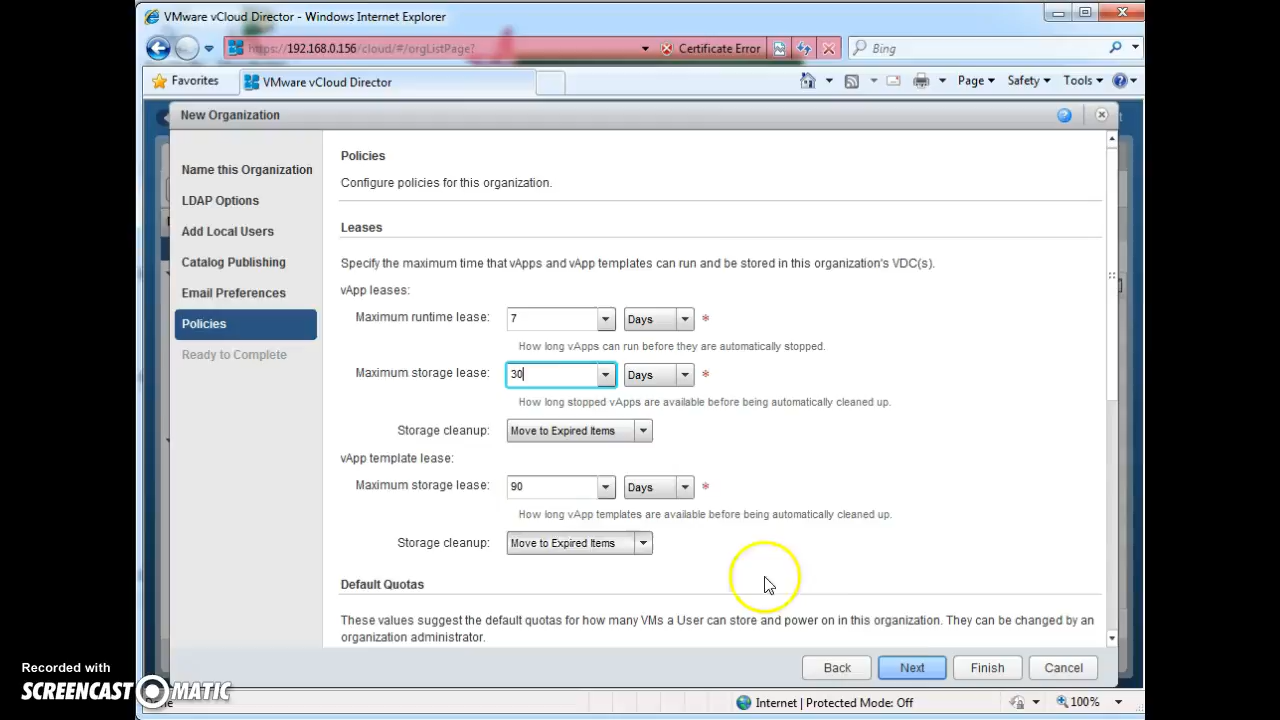 VMware vCloud Director - Windows Internet Explorer
https://192.168.0.156/cloud/#/orgListPage?
Certificate Error
Bing
Favorites
VMware vCloud Director
Page
Safety
Tools
New Organization
Name this Organization
LDAP Options
Add Local Users
Catalog Publishing
Email Preferences
Policies
Ready to Complete
Policies
Configure policies for this organization.
Leases
Specify the maximum time that vApps and vApp templates can run and be stored in this organization's VDC(s).
vApp leases:
Maximum runtime lease: 7 Days *
How long vApps can run before they are automatically stopped.
Maximum storage lease: 30 Days *
How long stopped vApps are available before being automatically cleaned up.
Storage cleanup: Move to Expired Items
vApp template lease:
Maximum storage lease: 90 Days *
How long vApp templates are available before being automatically cleaned up.
Storage cleanup: Move to Expired Items
Default Quotas
These values suggest the default quotas for how many VMs a User can store and power on in this organization. They can be changed by an
organization administrator.
Back Next Finish Cancel
Internet | Protected Mode: Off
100%
Recorded with
SCREENCAST O MATIC